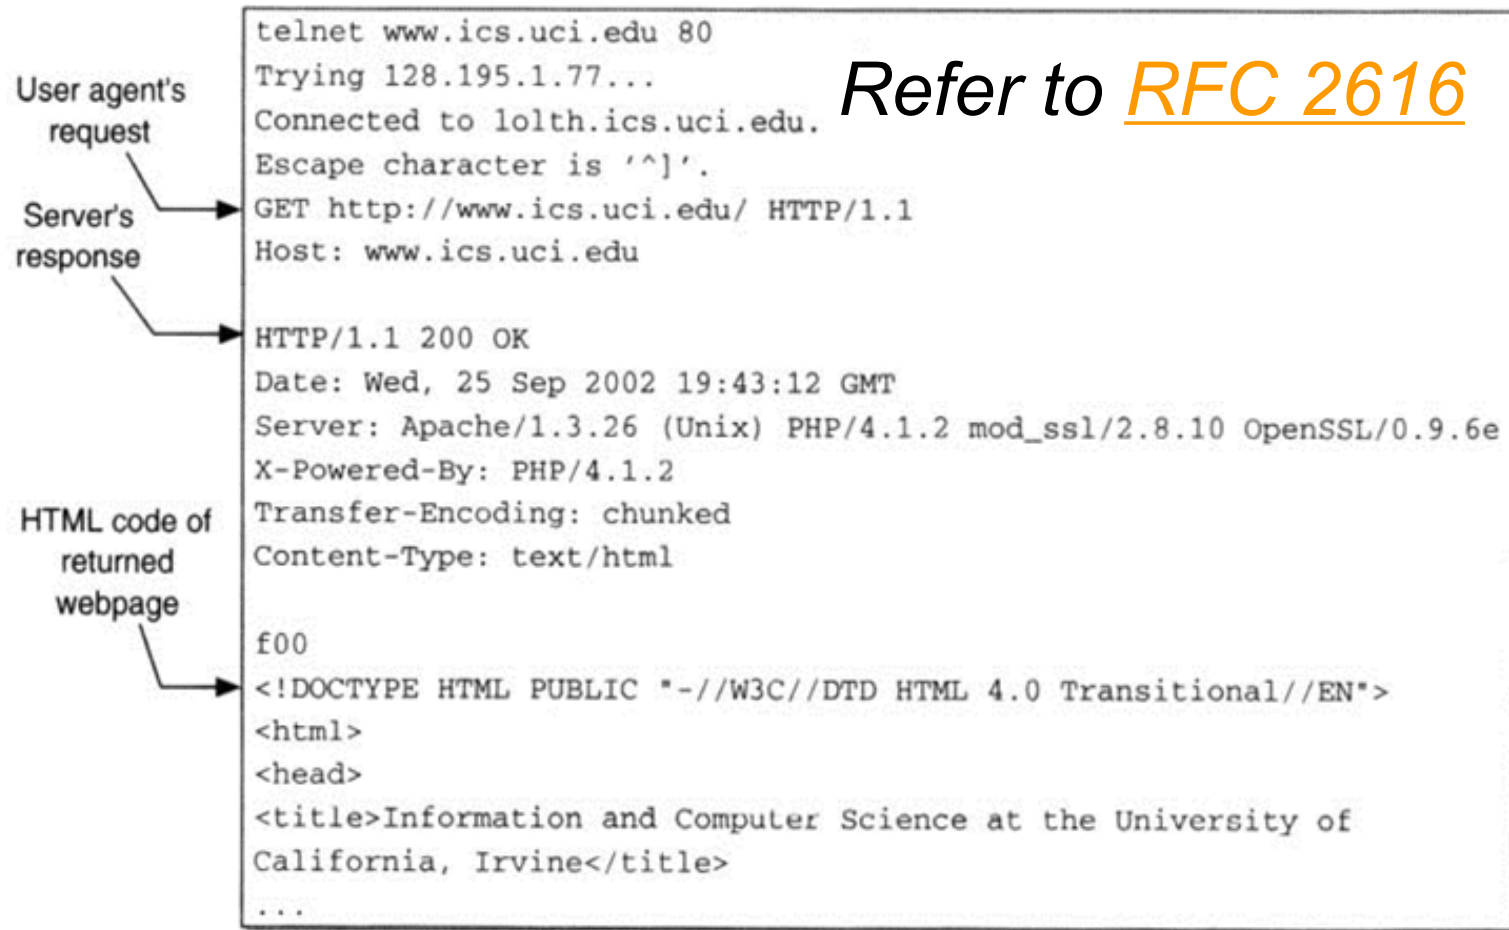 telnet www.ics.uci.edu 80
Trying 128.195.1.77...
Refer to RFC 2616
User agent's
request
Connected to lolth.ics.uci.edu.
Escape character is '^]'.
Server's
response
GET http://www.ics.uci.edu/ HTTP/1.1
Host: www.ics.uci.edu
HTTP/1.1 200 OK
Date: Wed, 25 Sep 2002 19:43:12 GMT
Server: Apache/1.3.26 (Unix) PHP/4.1.2 mod_ssl/2.8.10 OpenSSL/0.9.6e
X-Powered-By: PHP/4.1.2
HTML code of
returned
webpage
Transfer-Encoding: chunked
Content-Type: text/html
f00
<!DOCTYPE HTML PUBLIC "-//W3C//DTD HTML 4.0 Transitional//EN">
<html>
<head>
<title>Information and Computer Science at the University of
California, Irvine</title>
...